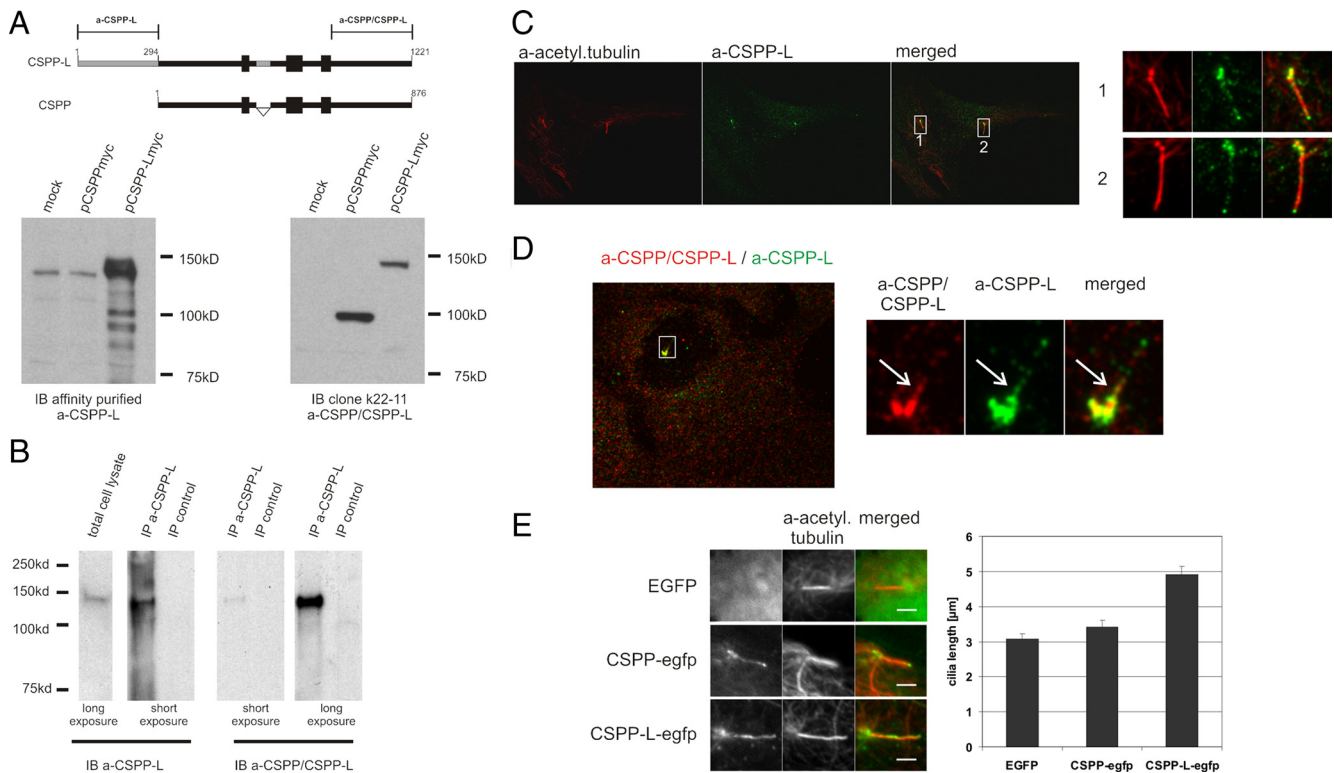 A
a-CSPP-L
a-CSPP/CSPP-L
1
294
1221
CSPP-L
1
876
CSPP
mock
pCSPPmyc
pCSPP-Lmyc
150kD
100kD
75kD
IB affinity purified
a-CSPP-L
mock
pCSPPmyc
pCSPP-Lmyc
150kD
100kD
75kD
IB clone k22-11
a-CSPP/CSPP-L
B
total cell lysate
IP a-CSPP-L
IP control
IP a-CSPP-L
IP control
IP a-CSPP-L
IP control
250kd
150kd
100kd
75kd
long
exposure
short
exposure
short
exposure
long
exposure
IB a-CSPP-L
IB a-CSPP/CSPP-L
C
a-acetyl.tubulin
a-CSPP-L
merged
1
2
1
2
D
a-CSPP/CSPP-L / a-CSPP-L
a-CSPP/
CSPP-L
a-CSPP-L
merged
E
a-acetyl.
tubulin
merged
EGFP
CSPP-egfp
CSPP-L-egfp
cilia length [µm]
6
5
4
3
2
1
0
EGFP
CSPP-egfp
CSPP-L-egfp